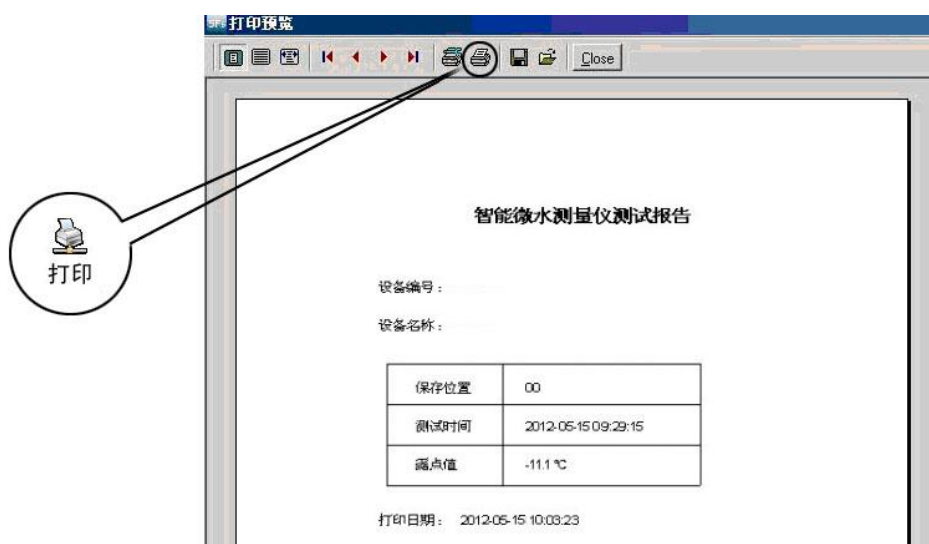 打印预览
Close
智能微水测量仪测试报告
打印
设备编号：
设备名称：
保存位置 00
测试时间 2012-05-15 09:29:15
露点值 -11.1 ℃
打印日期： 2012-05-15 10:03:23